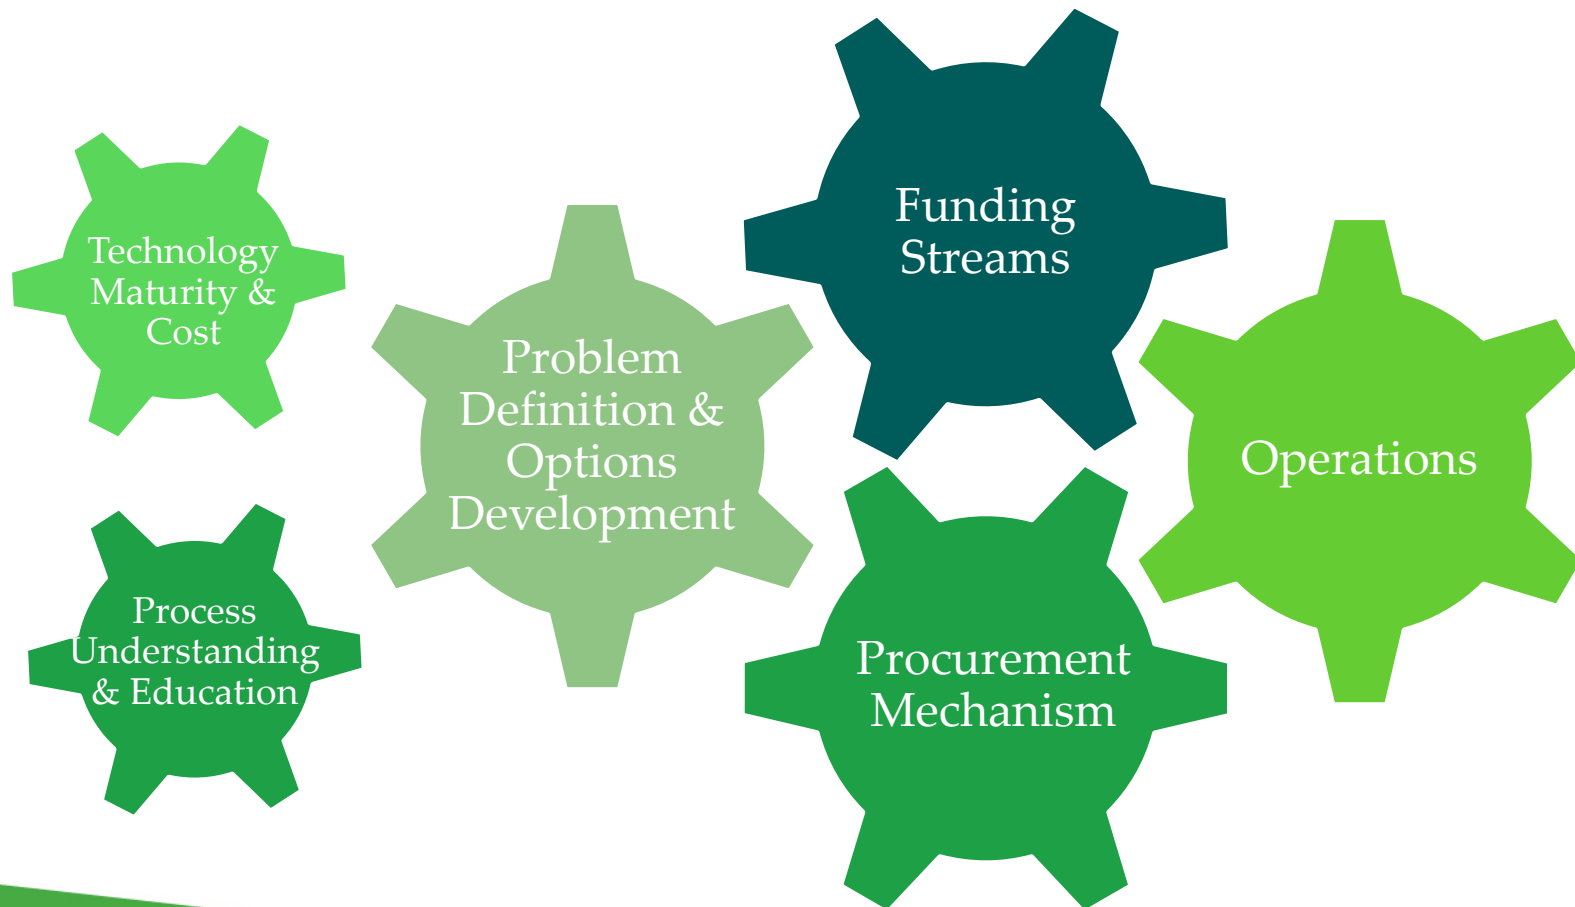 Technology
Maturity &
Cost
Process
Understanding
& Education
Problem
Definition &
Options
Development
Funding
Streams
Procurement
Mechanism
Operations